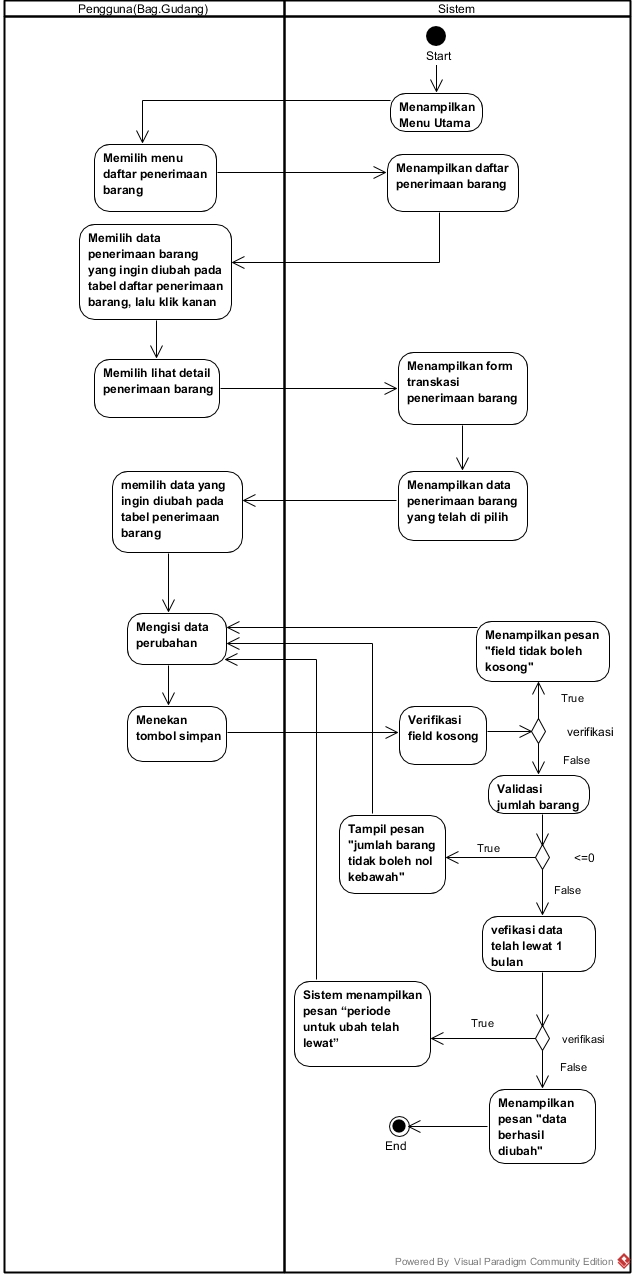 Pengguna(Bag.Gudang)
Sistem
Start
Menampilkan
Menu Utama
Memilih menu
daftar penerimaan
barang
Menampilkan daftar
penerimaan barang
Memilih data
penerimaan barang
yang ingin diubah pada
tabel daftar penerimaan
barang, lalu klik kanan
Memilih lihat detail
penerimaan barang
Menampilkan form
transkasi
penerimaan barang
Menampilkan data
penerimaan barang
yang telah di pilih
memilih data yang
ingin diubah pada
tabel penerimaan
barang
Mengisi data
perubahan
Menampilkan pesan
"field tidak boleh
kosong"
True
Menekan
tombol simpan
Verifikasi
field kosong
verifikasi
False
Validasi
jumlah barang
Tampil pesan
"jumlah barang
tidak boleh nol
kebawah"
True
<=0
False
vefikasi data
telah lewat 1
bulan
Sistem menampilkan
pesan “periode
untuk ubah telah
lewat”
True
verifikasi
False
Menampilkan
pesan "data
berhasil
diubah"
End
Powered By Visual Paradigm Community Edition